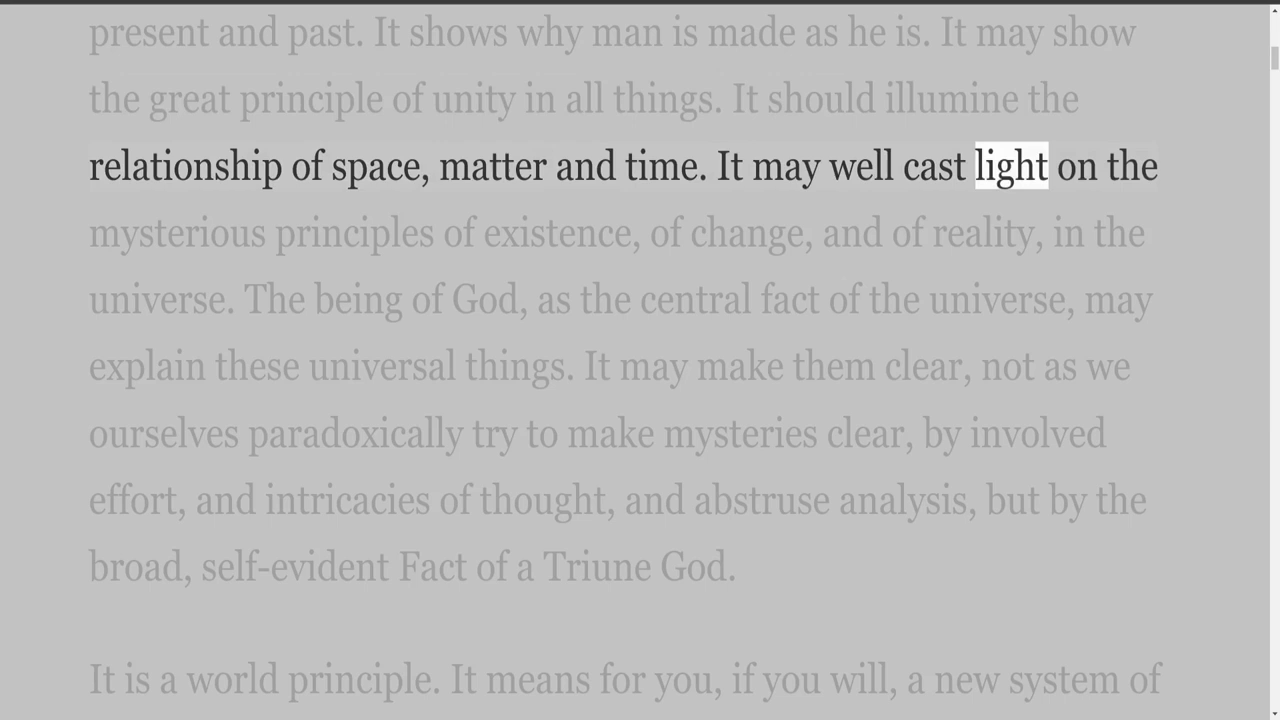 present and past. It shows why man is made as he is. It may show
the great principle of unity in all things. It should illumine the
relationship of space, matter and time. It may well cast light on the
mysterious principles of existence, of change, and of reality, in the
universe. The being of God, as the central fact of the universe, may
explain these universal things. It may make them clear, not as we
ourselves paradoxically try to make mysteries clear, by involved
effort, and intricacies of thought, and abstruse analysis, but by the
broad, self-evident Fact of a Triune God.
It is a world principle. It means for you, if you will, a new system of